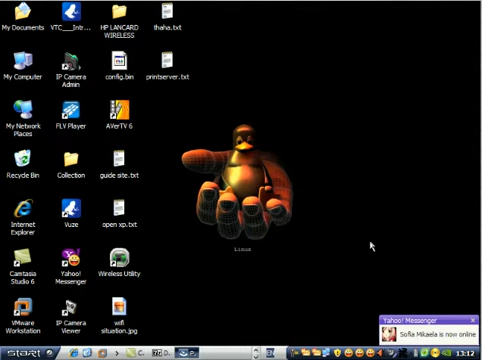 My Documents
VTC___Intr...
HP LANCARD
WIRELESS
thaha.txt
My Computer
IP Camera
Admin
config.bin
printserver.txt
My Network
Places
FLV Player
AVerTV 6
Recycle Bin
Collection
guide site.txt
Internet
Explorer
Vuze
open xp.txt
Camtasia
Studio 6
Yahoo!
Messenger
Wireless Utility
VMware
Workstation
IP Camera
Viewer
wifi
situation.jpg
Linux
Yahoo! Messenger
Sofia Mikaela is now online
start
C.
D.
P.
EN
13:12